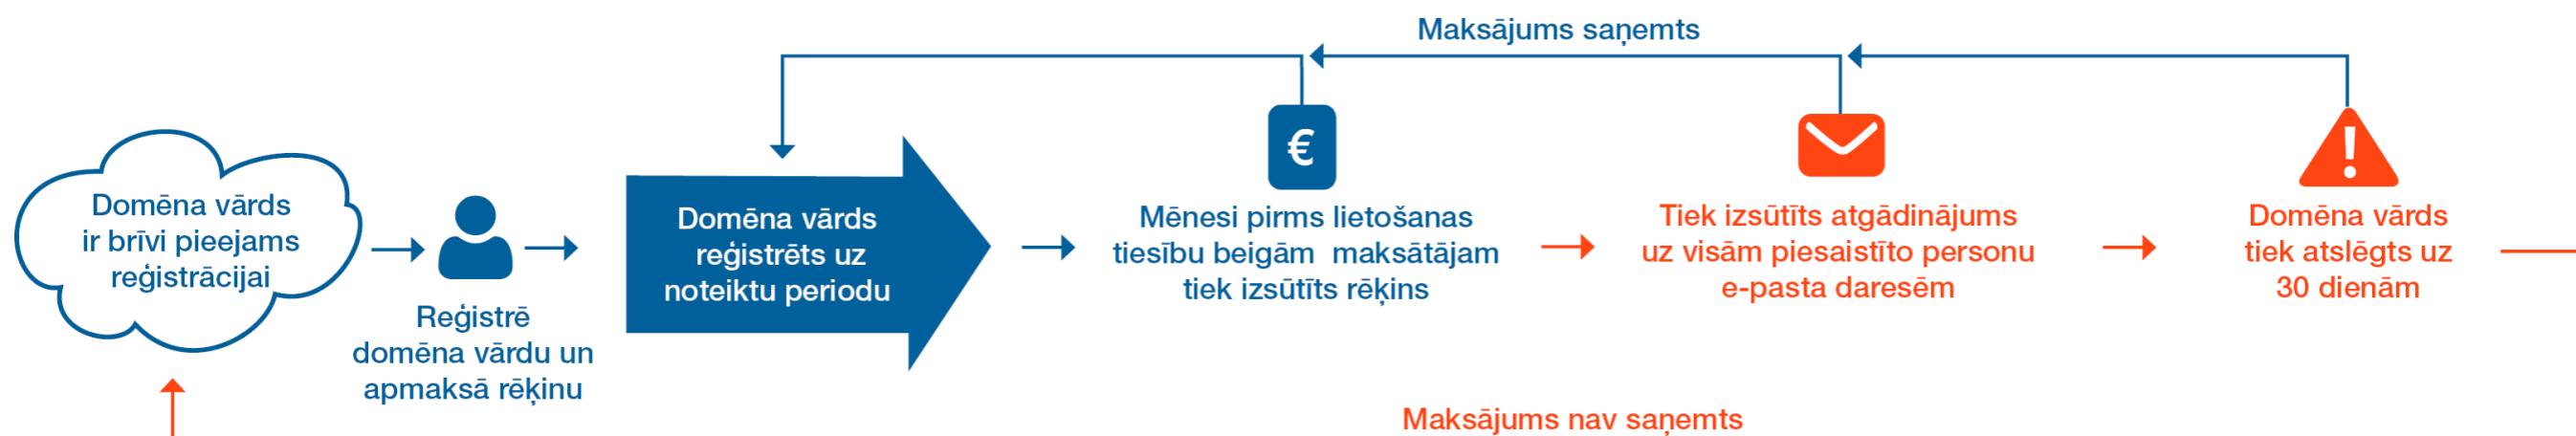 Maksājums saņemts
Domēna vārds
ir brīvi pieejams
reģistrācijai
Reģistrē
domēna vārdu un
apmaksā rēķinu
Domēna vārds
reģistrēts uz
noteiktu periodu
€
Mēnesi pirms lietošanas
tiesību beigām maksātājam
tiek izsūtīts rēķins
Tiek izsūtīts atgādinājums
uz visām piesaistīto personu
e-pasta daresēm
!
Domēna vārds
tiek atslēgts uz
30 dienām
Maksājums nav saņemts